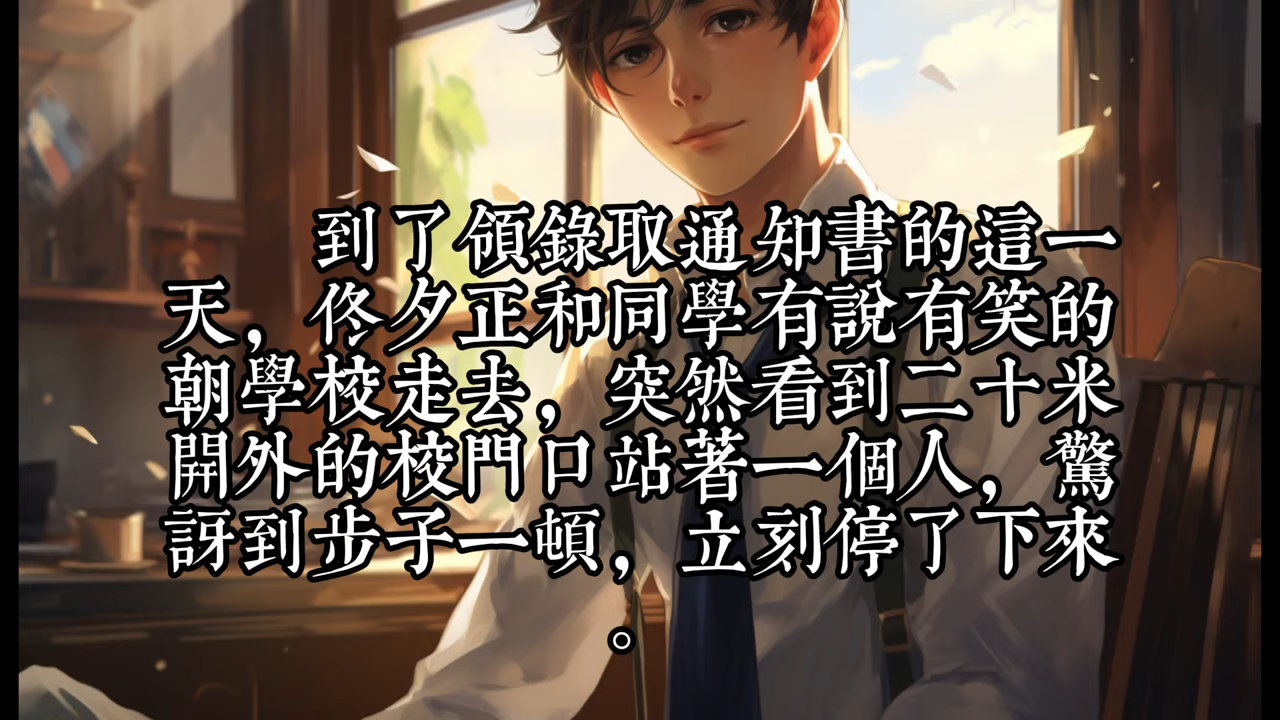 到了領錄取通知書的這一
天，佟夕正和同學有說有笑的
朝學校走去，突然看到二十米
開外的校門口站著一個人，驚
訝到步子一頓，立刻停了下來
。